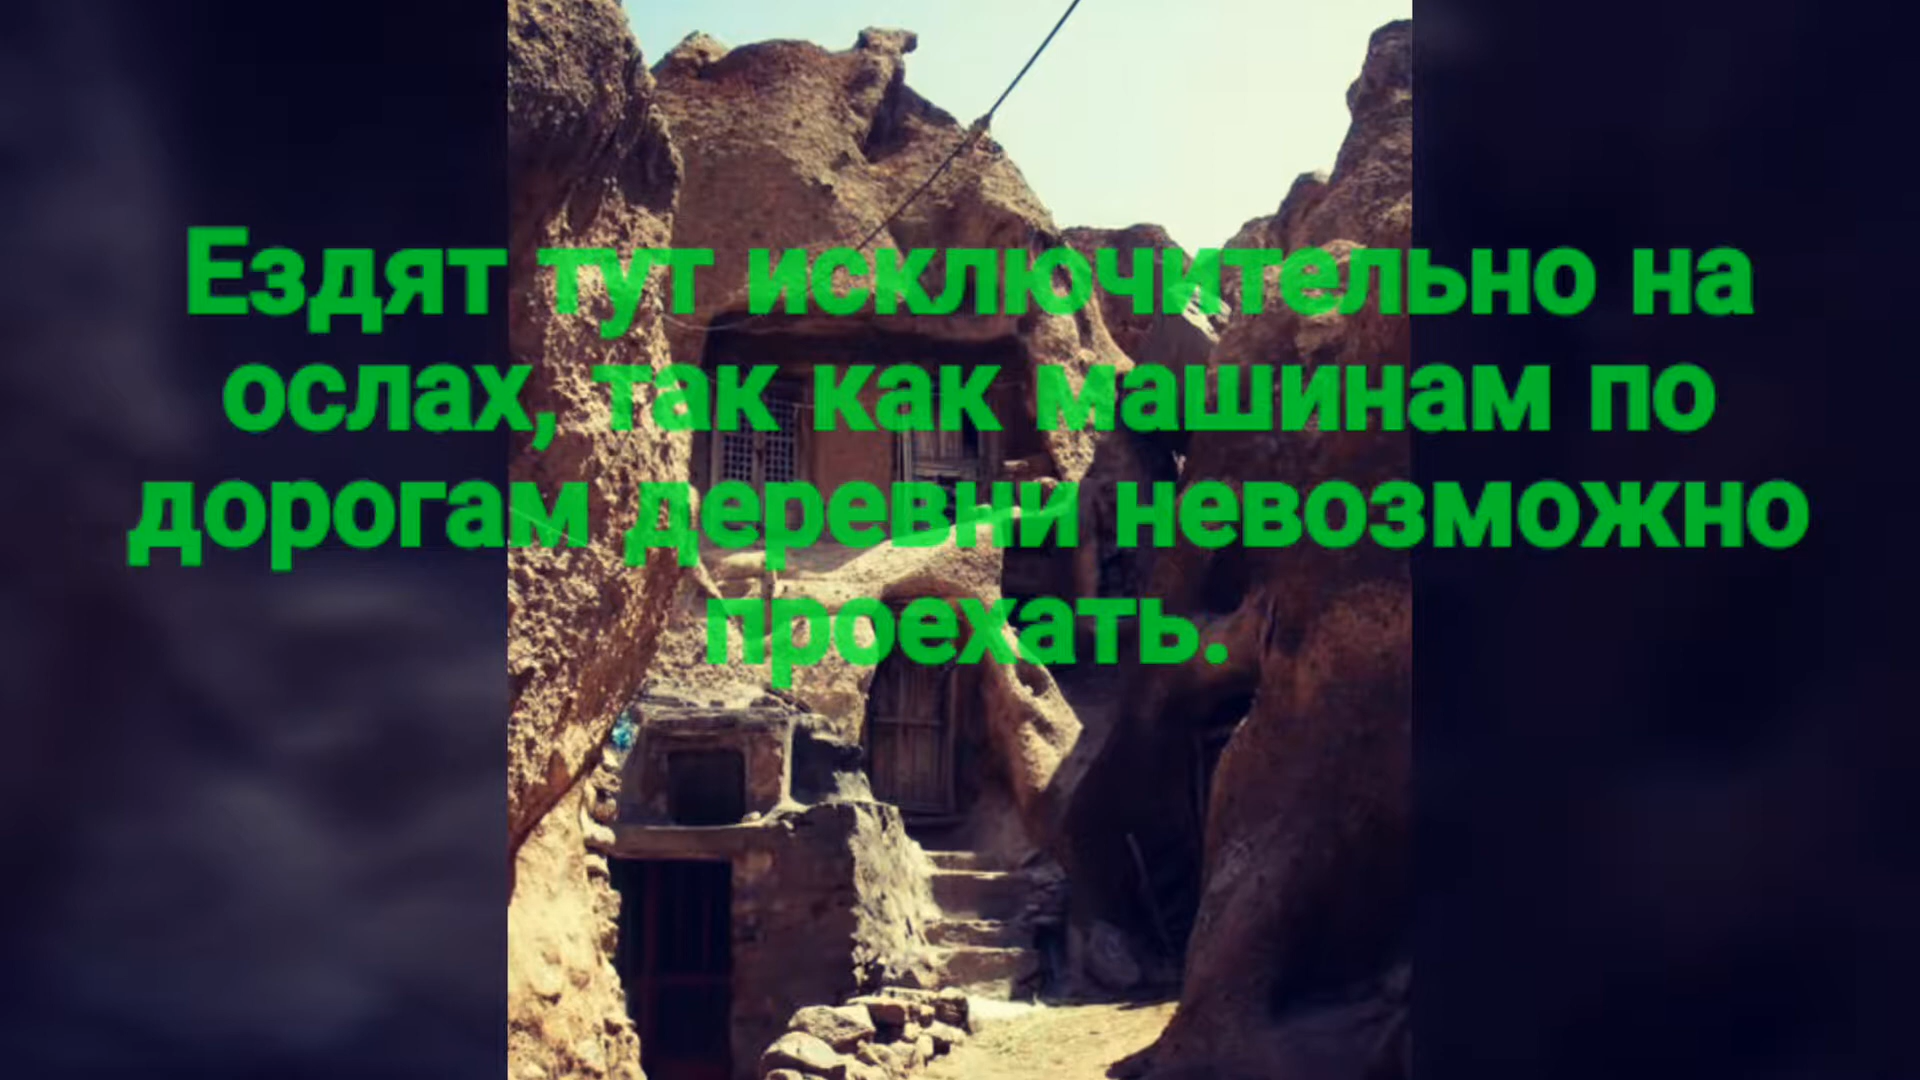 Ездят тут исключительно на
ослах, так как машинам по
дорогам деревни невозможно
проехать.